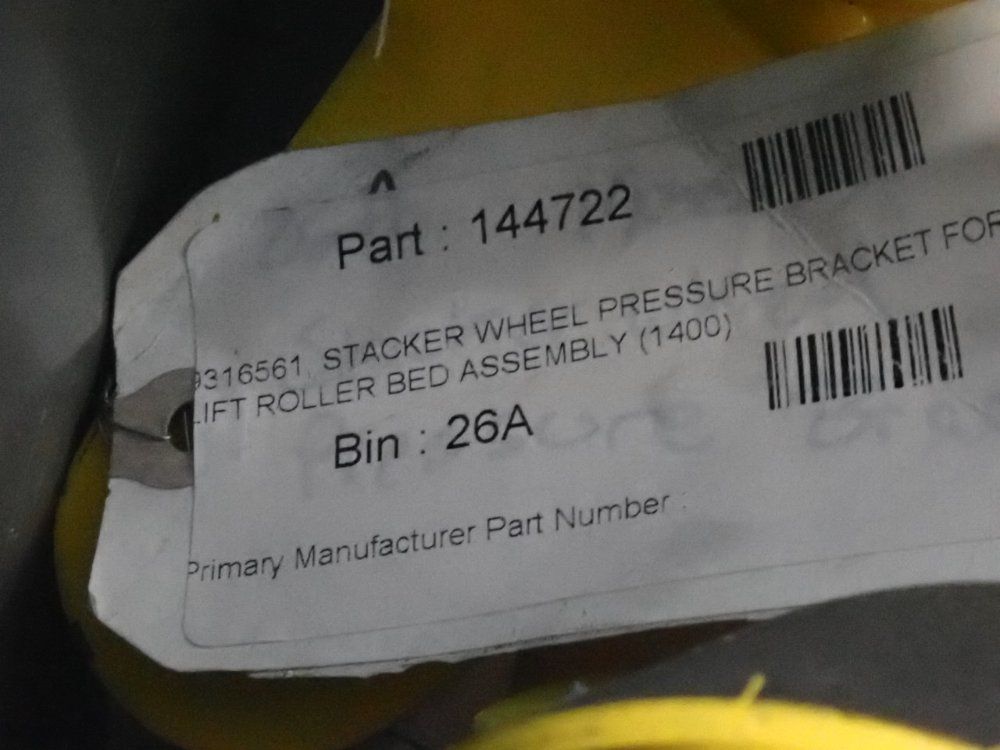 Part : 144722
9316561, STACKER WHEEL PRESSURE BRACKET FOR
LIFT ROLLER BED ASSEMBLY (1400)
Bin : 26A
Primary Manufacturer Part Number :